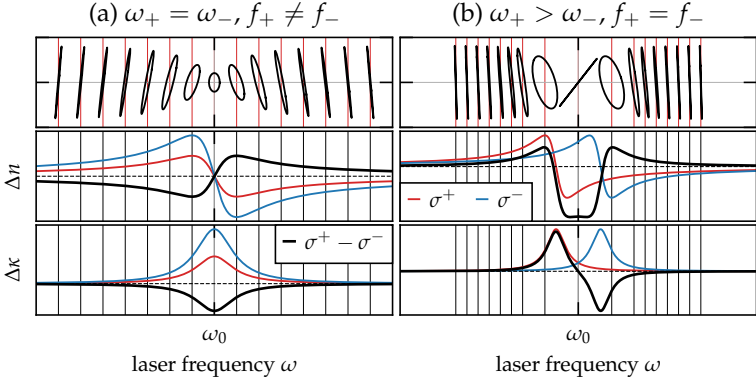 (a) ω₊ = ω₋, f₊ ≠ f₋
(b) ω₊ > ω₋, f₊ = f₋
Δn
σ⁺
σ⁻
Δκ
σ⁺ − σ⁻
ω₀
ω₀
laser frequency ω
laser frequency ω